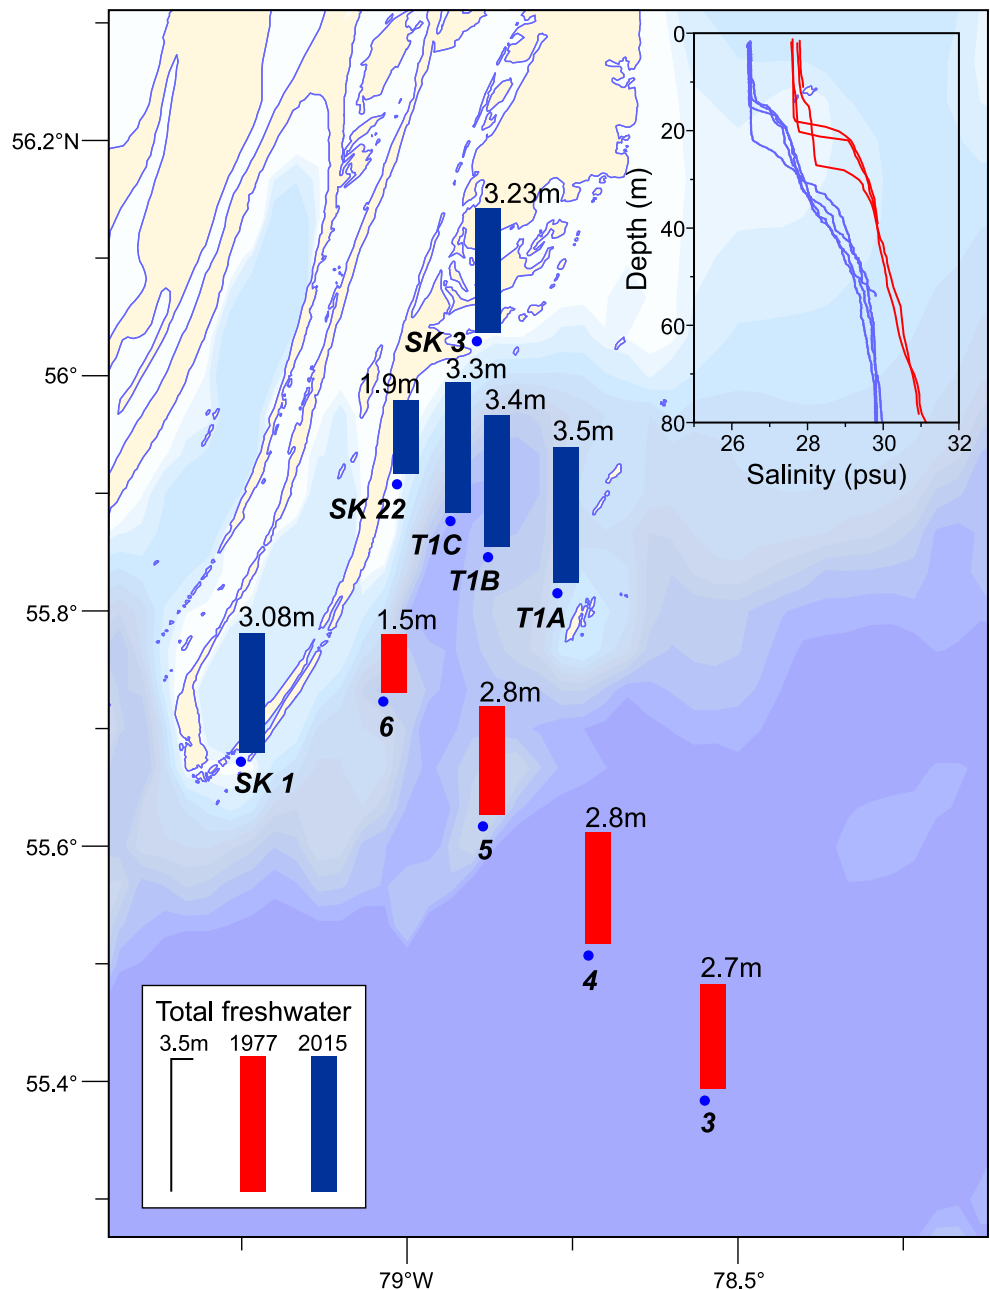 0
20
40
60
80
Depth (m)
26
28
30
32
Salinity (psu)
56.2°N
56°
55.8°
55.6°
55.4°
3.23m
SK 3
3.3m
1.9m
3.4m
3.5m
SK 22
T1C
T1B
T1A
3.08m
1.5m
SK 1
6
2.8m
5
2.8m
4
2.7m
3
Total freshwater
3.5m 1977 2015
79°W
78.5°